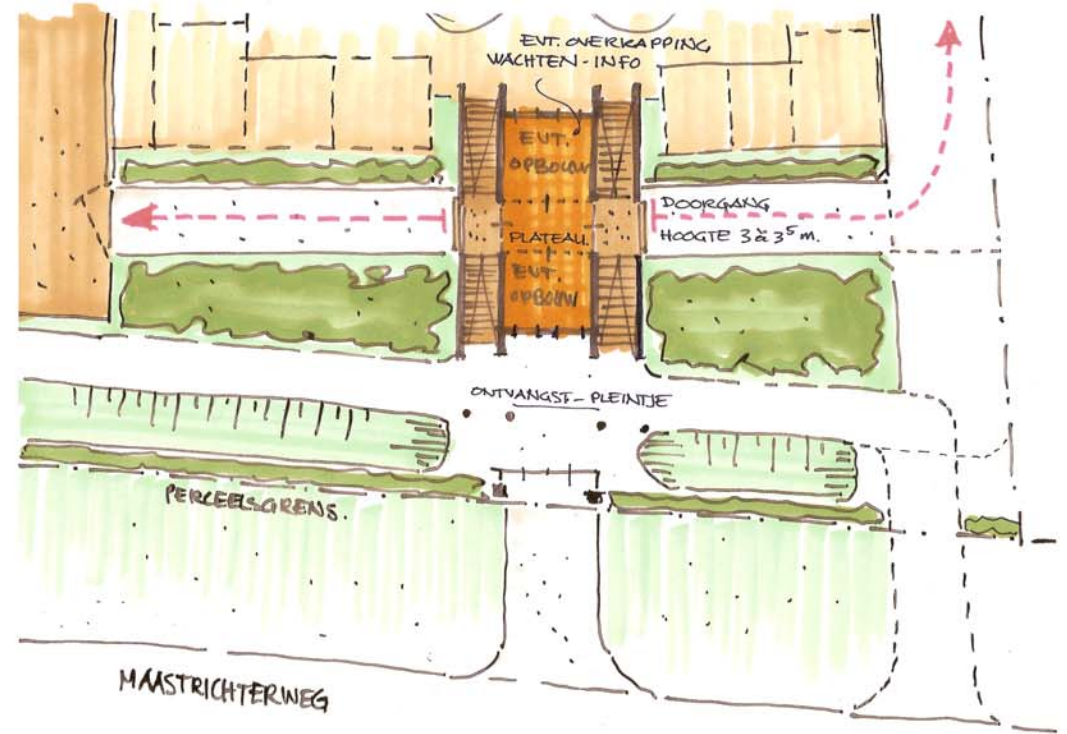 EVT. OVERKAPPING
WACHTEN-INFO
EVT.
OPBOUW
DOORGANG
HOOGTE 3 à 3⁵ m.
PLATEAU.
EVT.
OPBOUW
ONTVANGST-PLEINTJE
PERCEELSGRENS.
MAASTRICHTERWEG